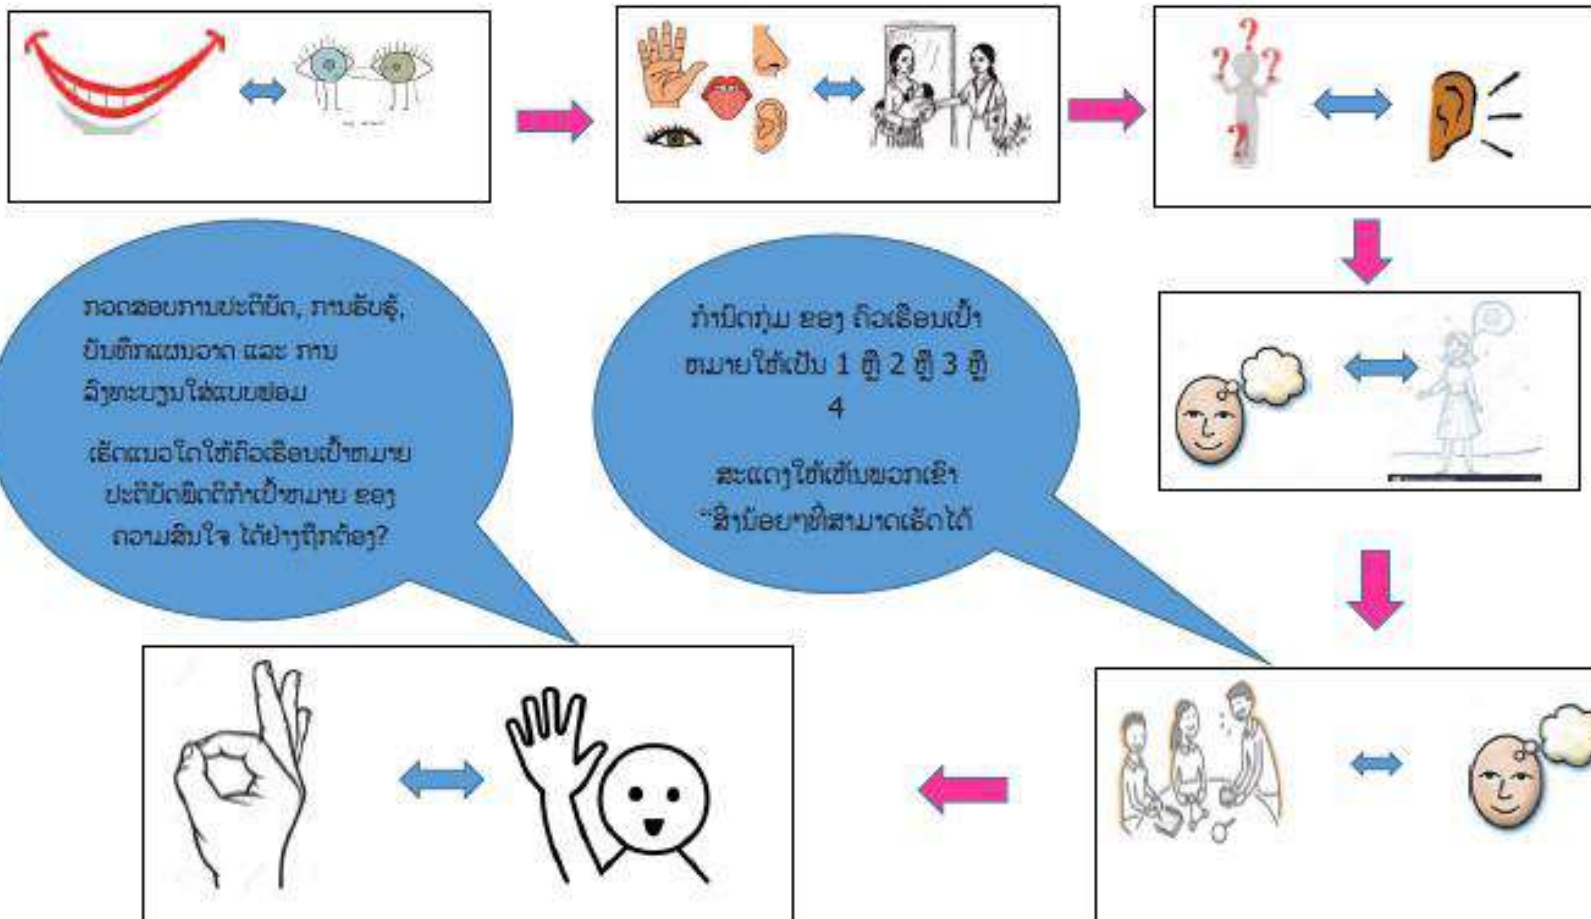 ກວດສອບການປະຕິບັດ, ການຮັບຮູ້,
ບັນທຶກແຜນວາດ ແລະ ການ
ລົງທະບຽນໃສ່ແບບຟອມ
ເຮັດແນວໃດໃຫ້ຄົວເຮືອນເປົ້າຫມາຍ
ປະຕິບັດພຶດຕິກຳເປົ້າຫມາຍ ຂອງ
ຄວາມສົນໃຈ ໄດ້ຢ່າງຖືກຕ້ອງ?
ກຳນົດກຸ່ມ ຂອງ ຄົວເຮືອນເປົ້າ
ຫມາຍໃຫ້ເປັນ 1 ຫຼື 2 ຫຼື 3 ຫຼື
4
ສະແດງໃຫ້ເຫັນພວກເຂົາ
“ສິ່ງນ້ອຍໆທີ່ສາມາດເຮັດໄດ້
? ? ?
?